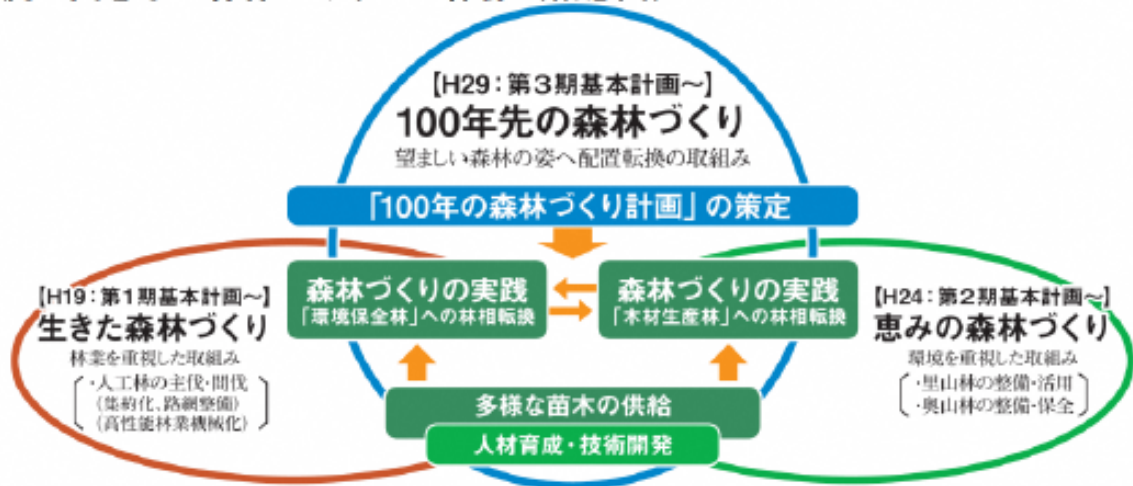 【H29：第3期基本計画～】
100年先の森林づくり
望ましい森林の姿へ配置転換の取組み
「100年の森林づくり計画」の策定
【H19：第1期基本計画～】
生きた森林づくり
林業を重視した取組み
・人工林の主伐・間伐
(集約化、路網整備)
(高性能林業機械化)
森林づくりの実践
「環境保全林」への林相転換
森林づくりの実践
「木材生産林」への林相転換
【H24：第2期基本計画～】
恵みの森林づくり
環境を重視した取組み
・里山林の整備・活用
・奥山林の整備・保全
多様な苗木の供給
人材育成・技術開発